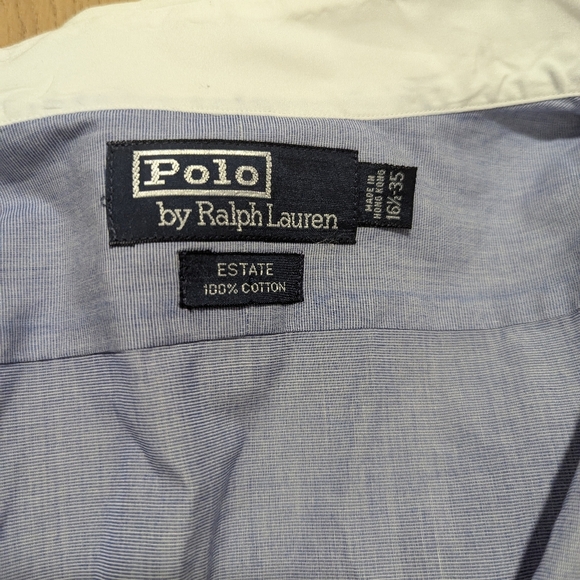 Polo
by Ralph Lauren
MADE IN
HONG KONG
16½-35
ESTATE
100% COTTON